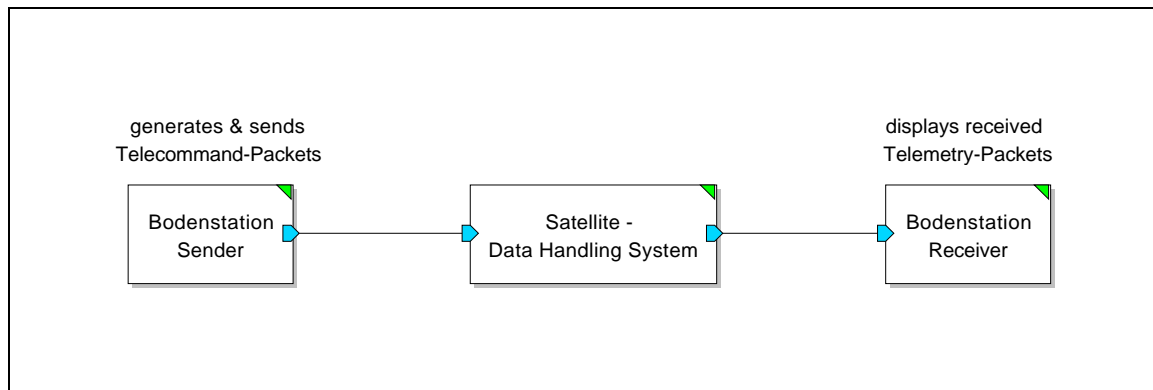 generates & sends
Telecommand-Packets
displays received
Telemetry-Packets
Bodenstation
Sender
Satellite -
Data Handling System
Bodenstation
Receiver